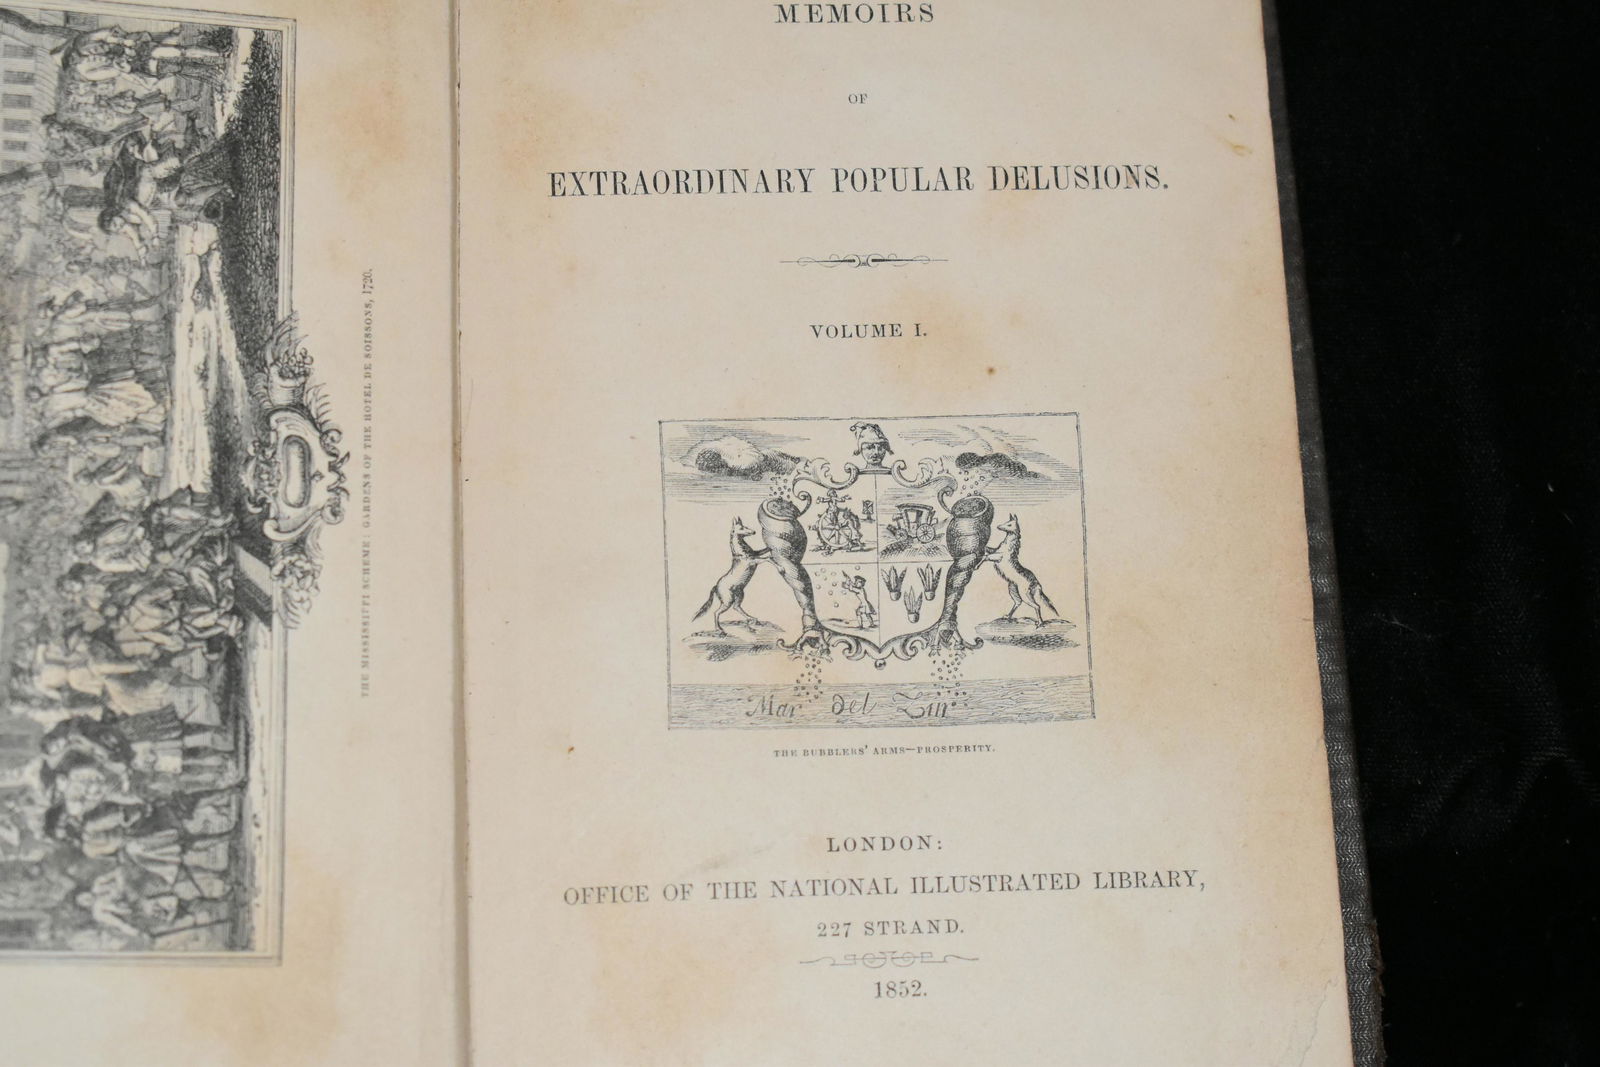 THE MISSISSIPPI SCHEME: GARDENS OF THE HOTEL DE SOISSONS, 1720.
MEMOIRS
OF
EXTRAORDINARY POPULAR DELUSIONS.
VOLUME I.
Mar del Zur
THE BUBBLERS' ARMS—PROSPERITY.
LONDON:
OFFICE OF THE NATIONAL ILLUSTRATED LIBRARY,
227 STRAND.
1852.